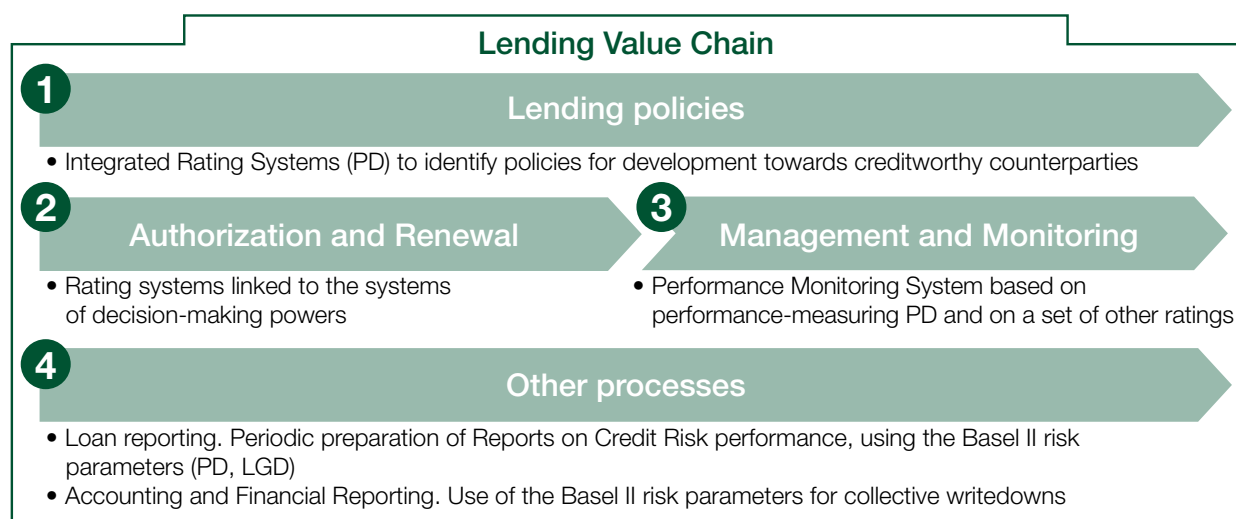 Lending Value Chain
1
Lending policies
• Integrated Rating Systems (PD) to identify policies for development towards creditworthy counterparties
2
Authorization and Renewal
• Rating systems linked to the systems
of decision-making powers
3
Management and Monitoring
• Performance Monitoring System based on
performance-measuring PD and on a set of other ratings
4
Other processes
• Loan reporting. Periodic preparation of Reports on Credit Risk performance, using the Basel II risk
parameters (PD, LGD)
• Accounting and Financial Reporting. Use of the Basel II risk parameters for collective writedowns